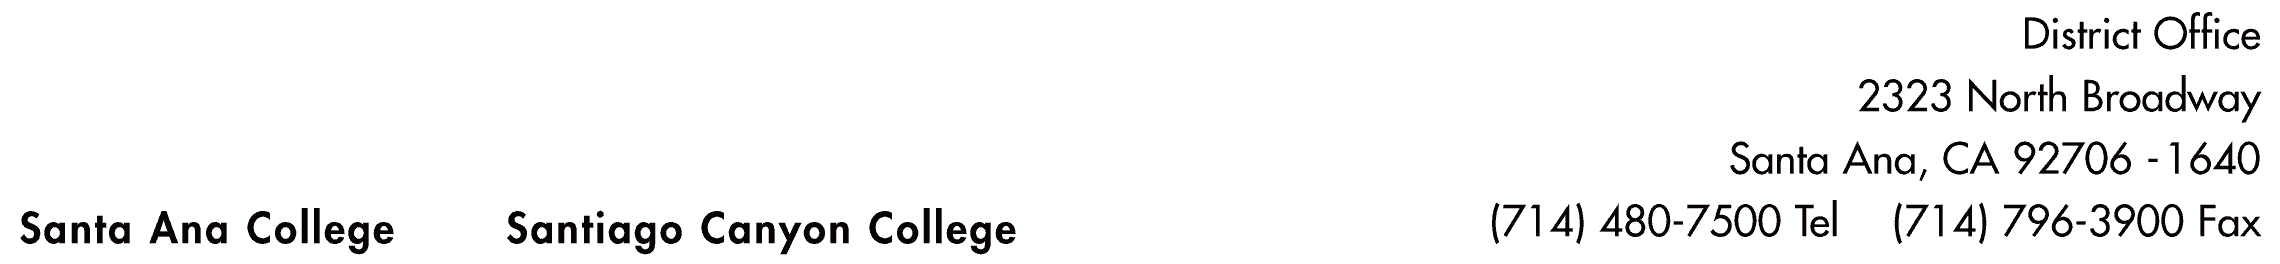 District Office
2323 North Broadway
Santa Ana, CA 92706 -1640
Santa Ana College Santiago Canyon College (714) 480-7500 Tel (714) 796-3900 Fax